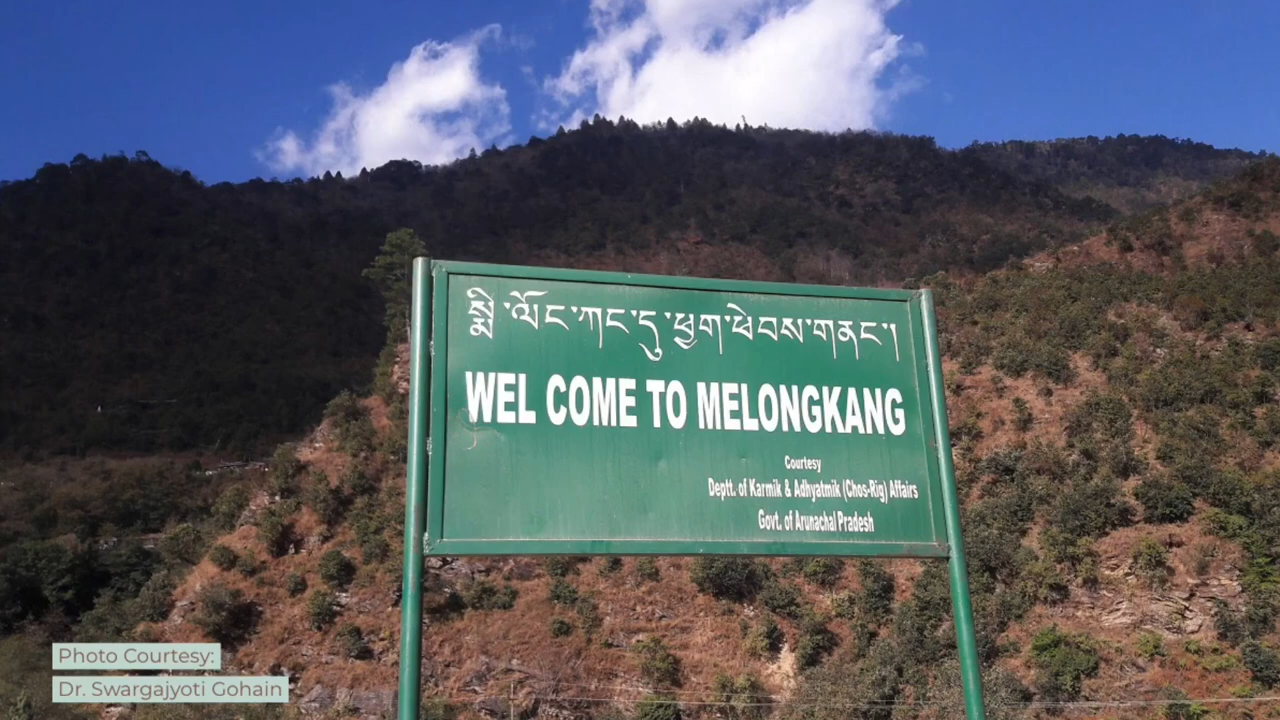 སྨི་ལོང་ཀང་དུ་ཕྱག་ཕེབས་གནང་།
WEL COME TO MELONGKANG
Courtesy
Deptt. of Karmik & Adhyatmik (Chos-Rig) Affairs
Govt. of Arunachal Pradesh
Photo Courtesy:
Dr. Swargajyoti Gohain